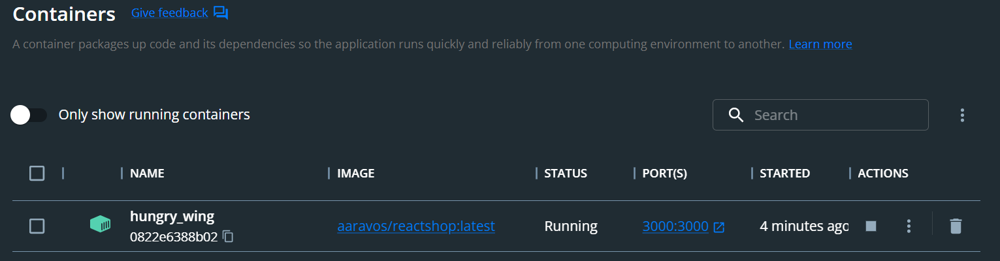 Containers Give feedback
A container packages up code and its dependencies so the application runs quickly and reliably from one computing environment to another. Learn more
Only show running containers Search
NAME IMAGE STATUS PORT(S) STARTED ACTIONS
hungry_wing
0822e6388b02 aaravos/reactshop:latest Running 3000:3000 4 minutes ago